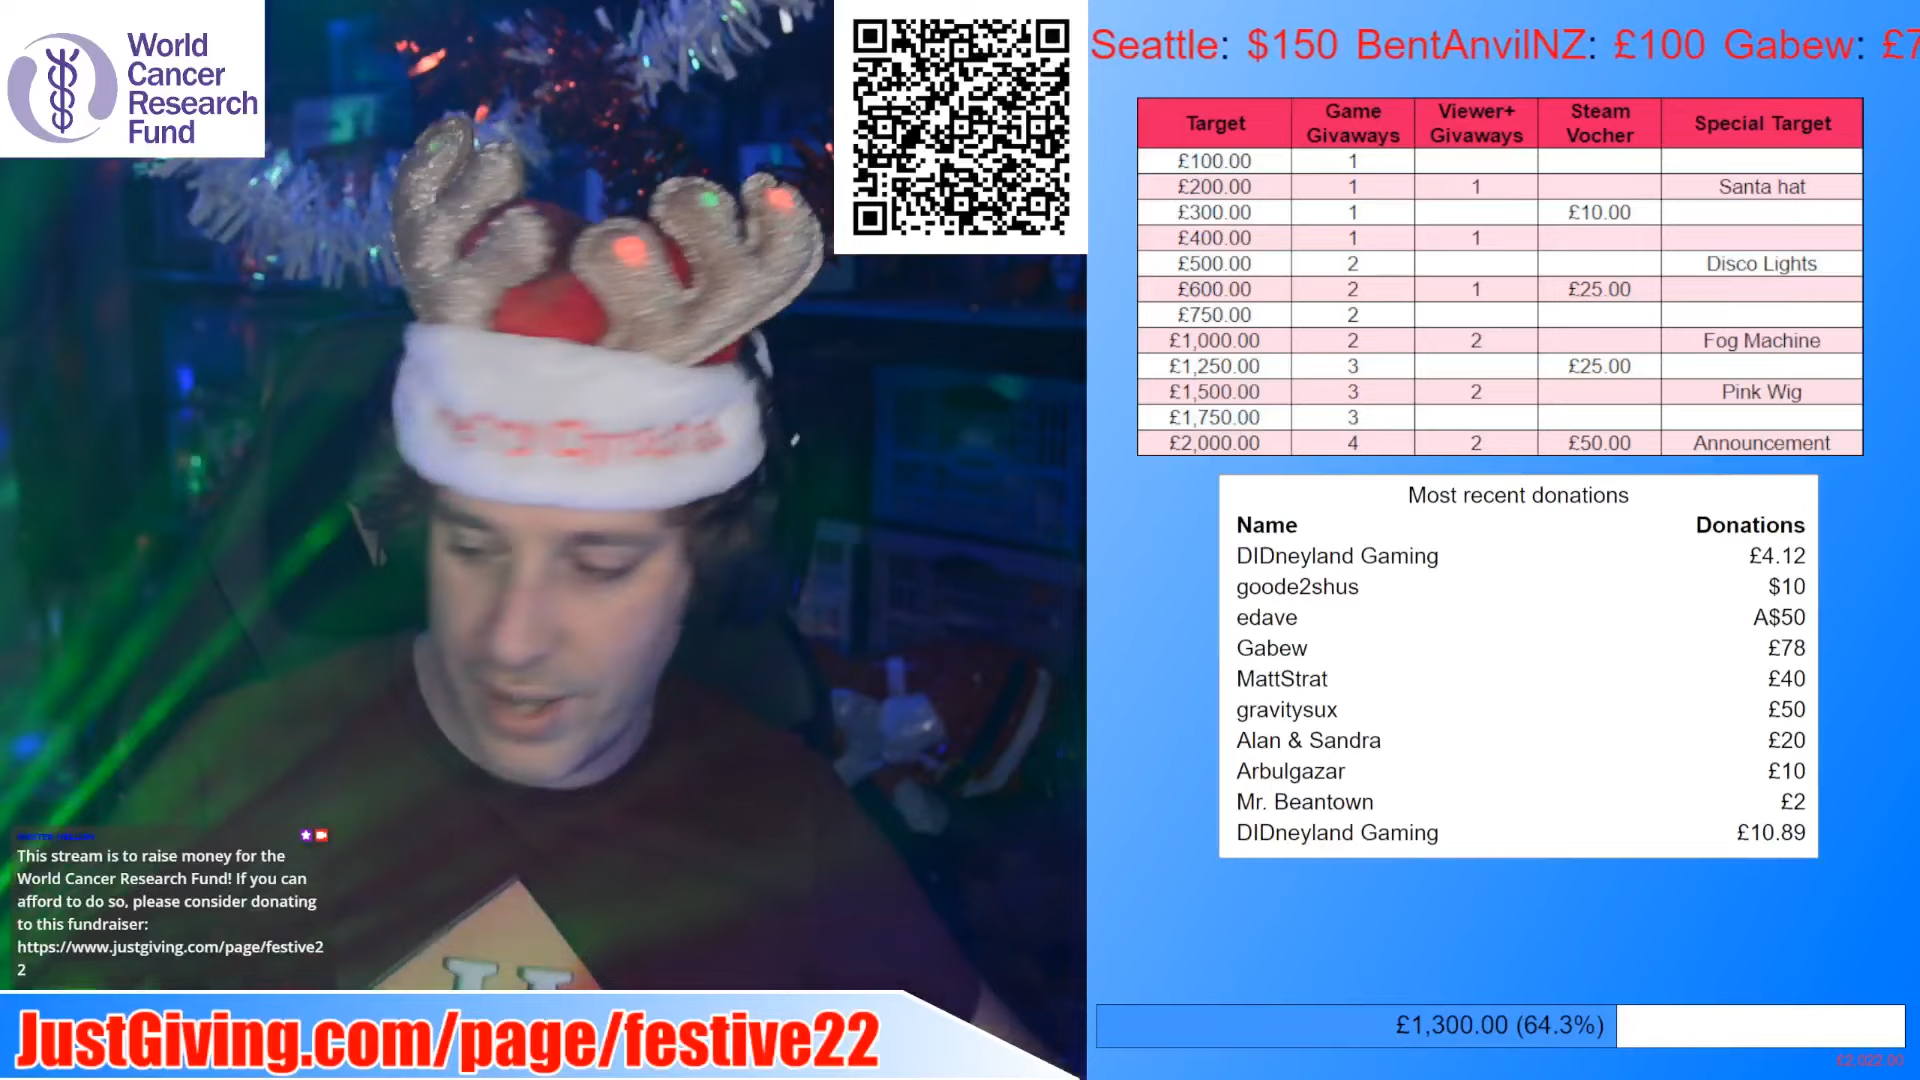 World
Cancer
Research
Fund
Seattle: $150 BentAnvilNZ: £100 Gabew: £7
Target Game Givaways Viewer+ Givaways Steam Vocher Special Target
£100.00 1
£200.00 1 1 Santa hat
£300.00 1 £10.00
£400.00 1 1
£500.00 2 Disco Lights
£600.00 2 1 £25.00
£750.00 2
£1,000.00 2 2 Fog Machine
£1,250.00 3 £25.00
£1,500.00 3 2 Pink Wig
£1,750.00 3
£2,000.00 4 2 £50.00 Announcement
Most recent donations
Name Donations
DIDneyland Gaming £4.12
goode2shus $10
edave A$50
Gabew £78
MattStrat £40
gravitysux £50
Alan & Sandra £20
Arbulgazar £10
Mr. Beantown £2
DIDneyland Gaming £10.89
This stream is to raise money for the
World Cancer Research Fund! If you can
afford to do so, please consider donating
to this fundraiser:
https://www.justgiving.com/page/festive2
2
JustGiving.com/page/festive22
£1,300.00 (64.3%)
£2,022.00